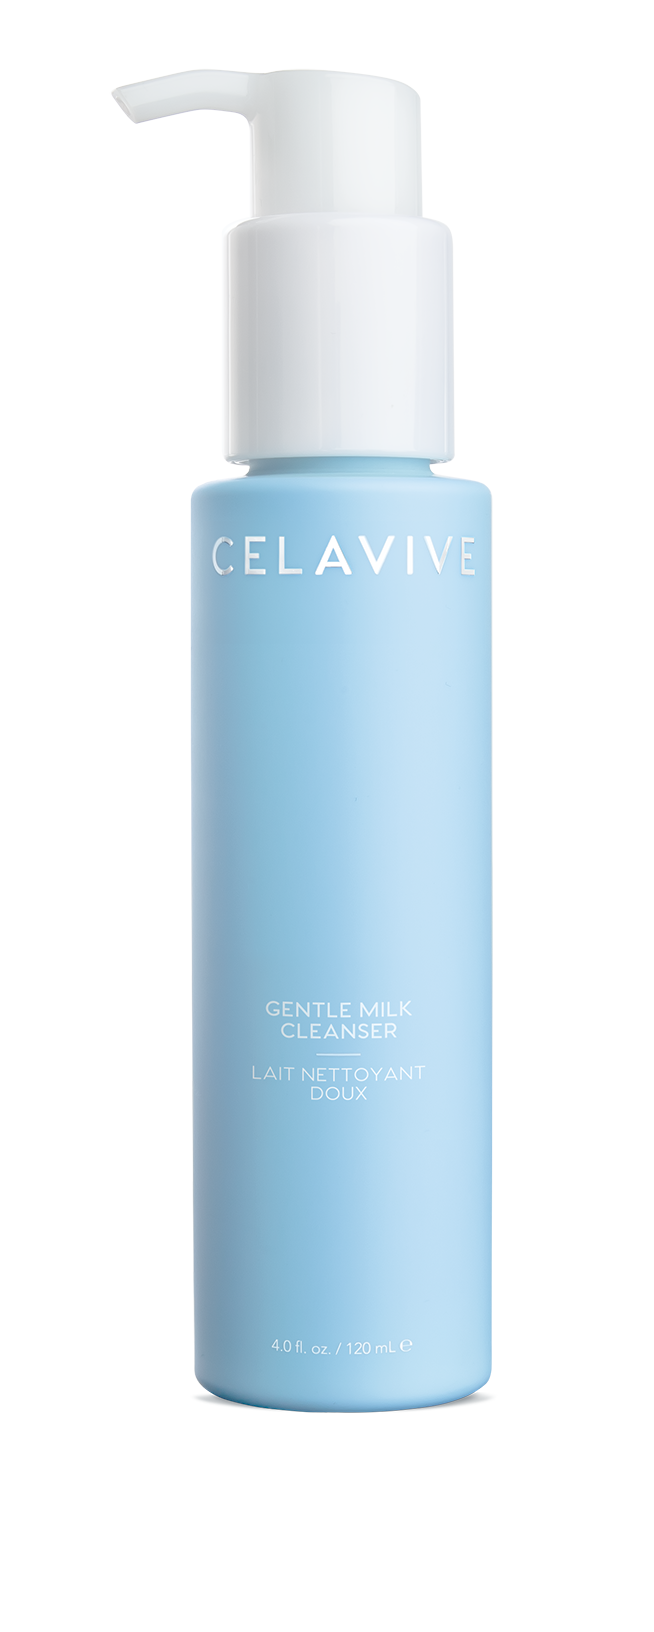 CELAVIVE
GENTLE MILK
CLEANSER
LAIT NETTOYANT
DOUX
4.0 fl. oz. / 120 mL ℮